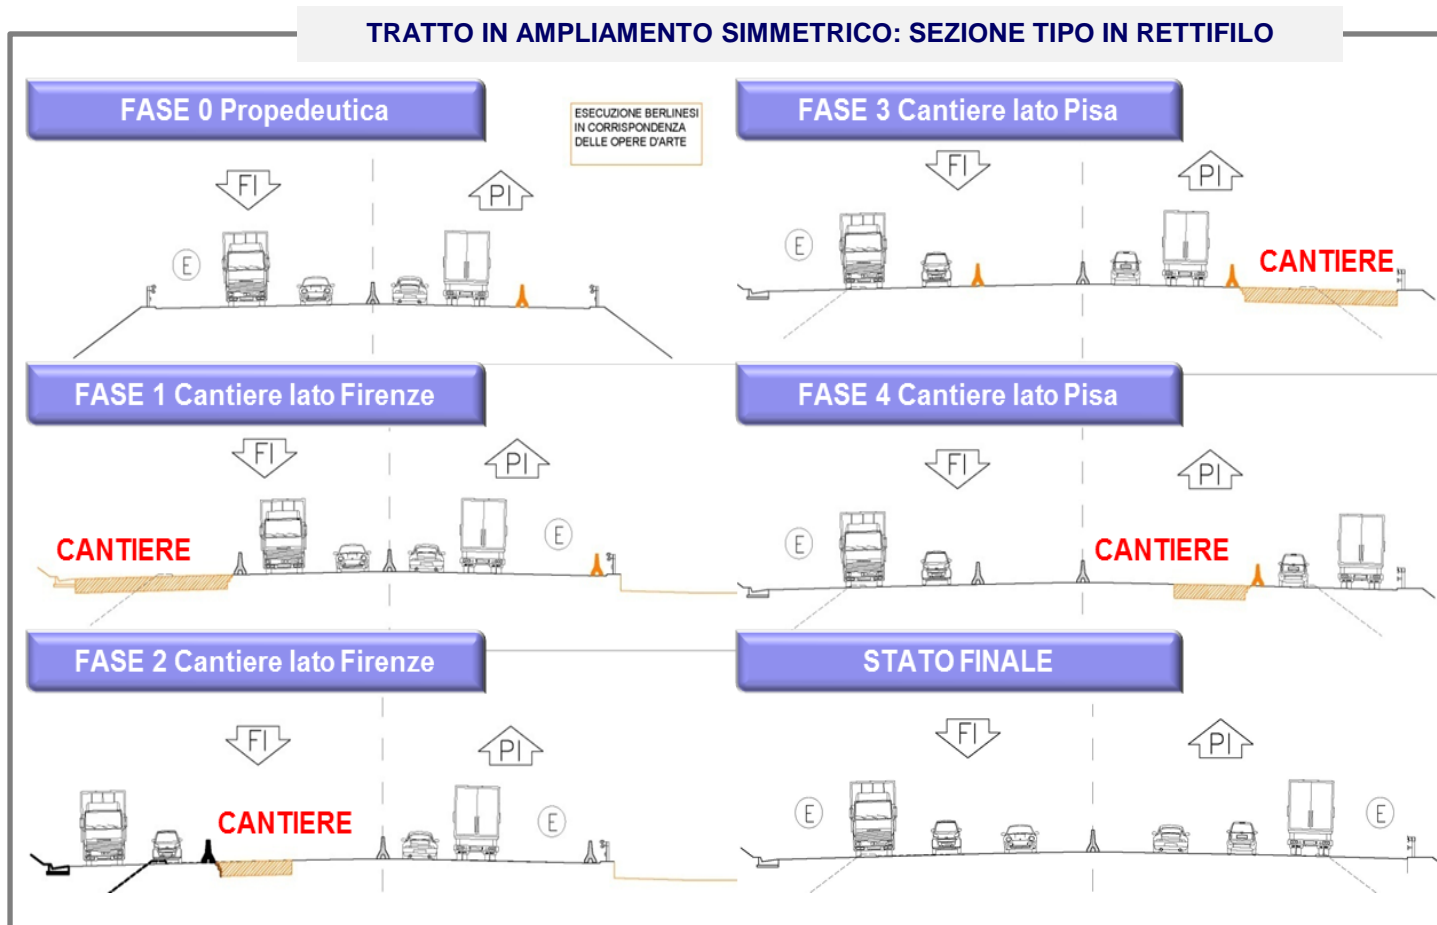 TRATTO IN AMPLIAMENTO SIMMETRICO: SEZIONE TIPO IN RETTIFILO
FASE 0 Propedeutica
ESECUZIONE BERLINESI
IN CORRISPONDENZA
DELLE OPERE D'ARTE
FI
PI
E
FASE 1 Cantiere lato Firenze
FI
PI
E
CANTIERE
FASE 2 Cantiere lato Firenze
FI
PI
CANTIERE
E
FASE 3 Cantiere lato Pisa
FI
PI
E
CANTIERE
FASE 4 Cantiere lato Pisa
FI
PI
E
CANTIERE
STATO FINALE
FI
PI
E
E